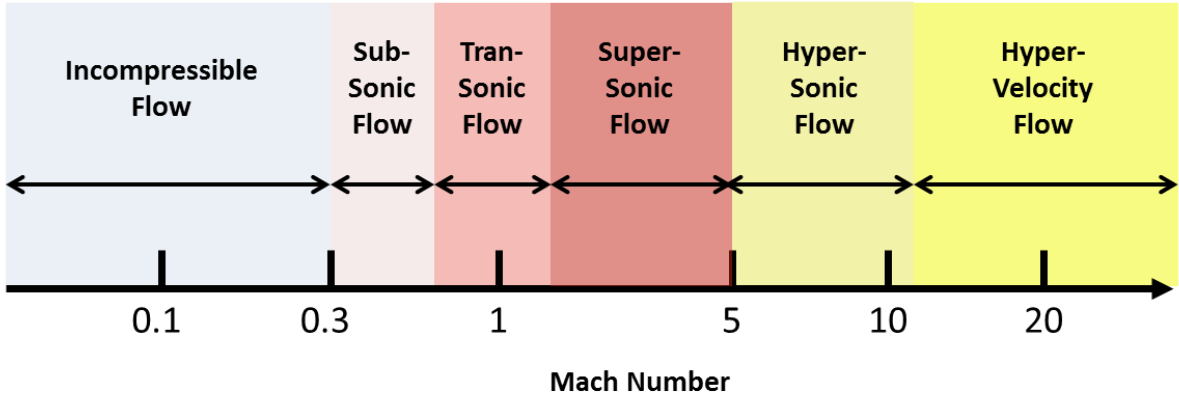 Incompressible
Flow
Sub-
Sonic
Flow
Tran-
Sonic
Flow
Super-
Sonic
Flow
Hyper-
Sonic
Flow
Hyper-
Velocity
Flow
0.1
0.3
1
5
10
20
Mach Number